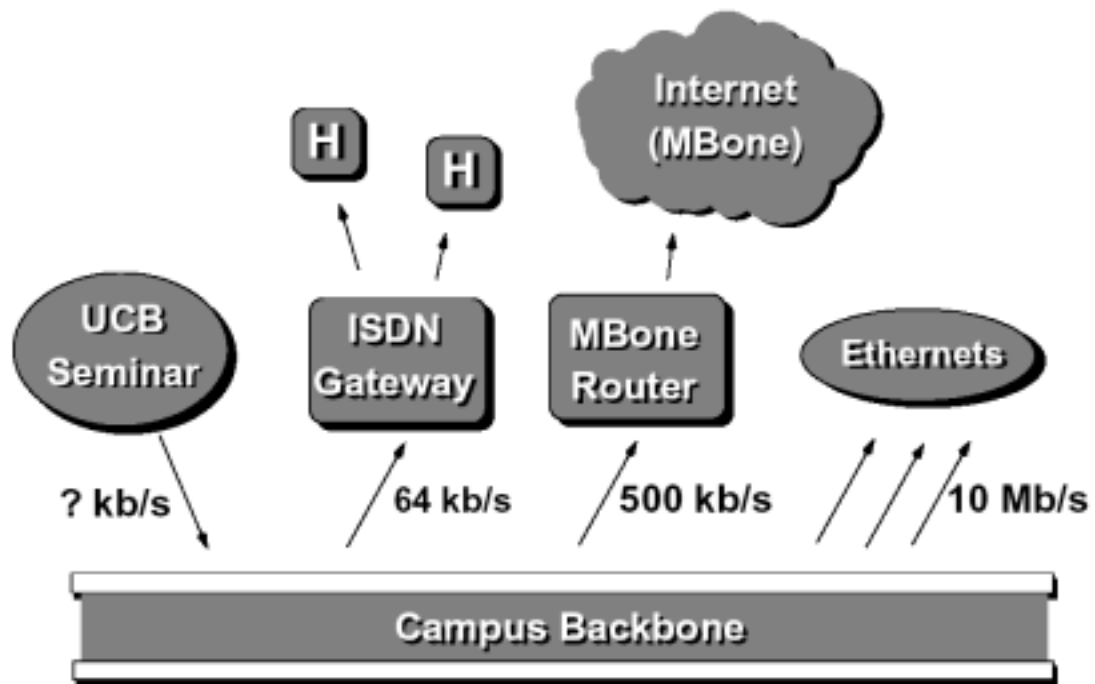 Internet
(MBone)
H
H
UCB
Seminar
ISDN
Gateway
MBone
Router
Ethernets
? kb/s
64 kb/s
500 kb/s
10 Mb/s
Campus Backbone